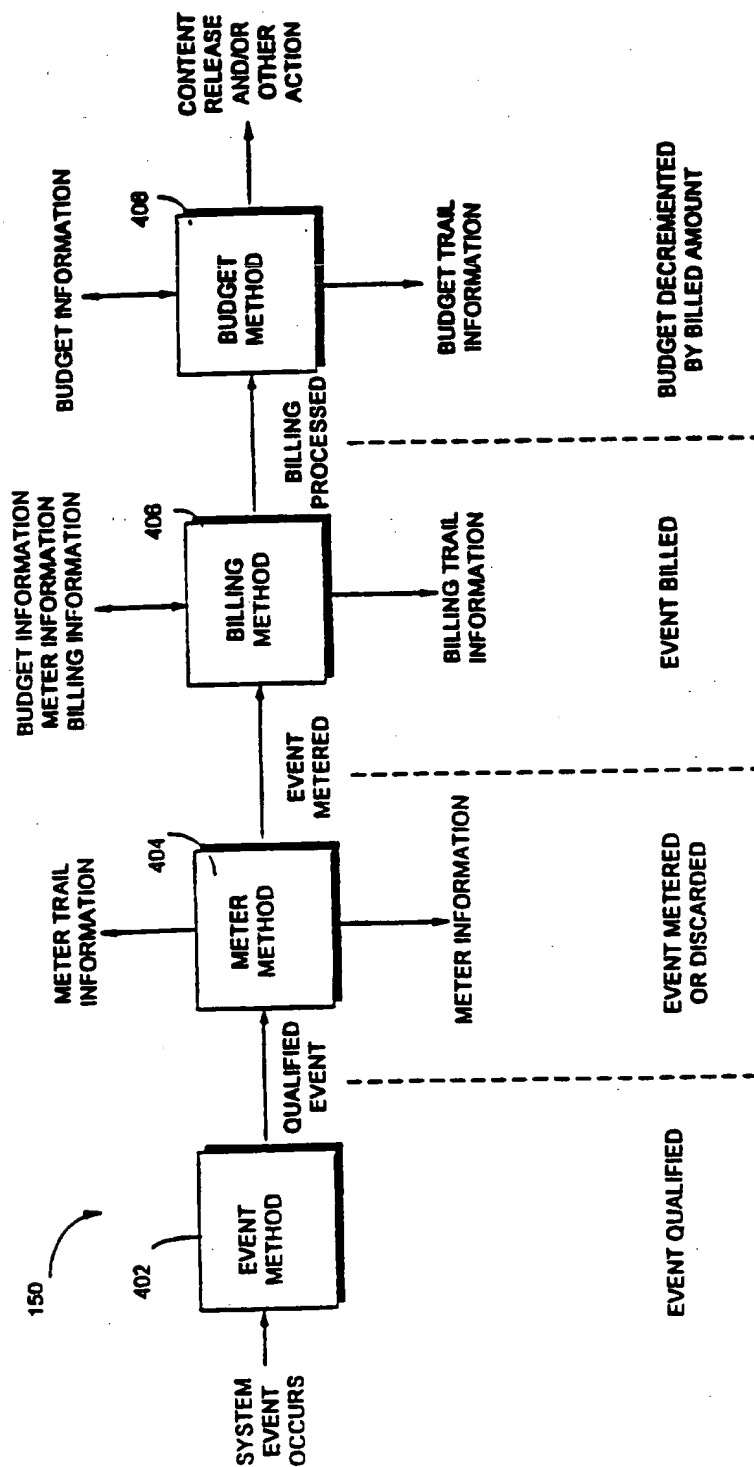 150
SYSTEM
EVENT
OCCURS
402
EVENT
METHOD
QUALIFIED
EVENT
METER TRAIL
INFORMATION
404
METER
METHOD
METER INFORMATION
EVENT
METERED
BUDGET INFORMATION
METER INFORMATION
BILLING INFORMATION
406
BILLING
METHOD
BILLING TRAIL
INFORMATION
BILLING
PROCESSED
BUDGET INFORMATION
408
BUDGET
METHOD
BUDGET TRAIL
INFORMATION
CONTENT
RELEASE
AND/OR
OTHER
ACTION
EVENT QUALIFIED
EVENT METERED
OR DISCARDED
EVENT BILLED
BUDGET DECREMENTED
BY BILLED AMOUNT